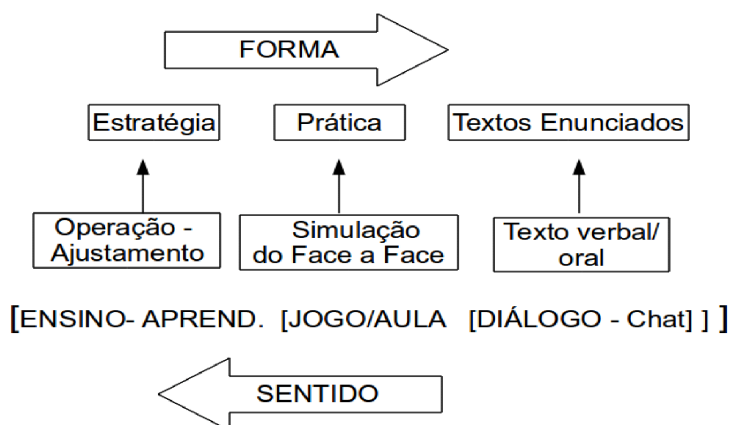 FORMA
Estratégia
Prática
Textos Enunciados
Operação -
Ajustamento
Simulação
do Face a Face
Texto verbal/
oral
[ENSINO- APREND. [JOGO/AULA [DIÁLOGO - Chat] ] ]
SENTIDO